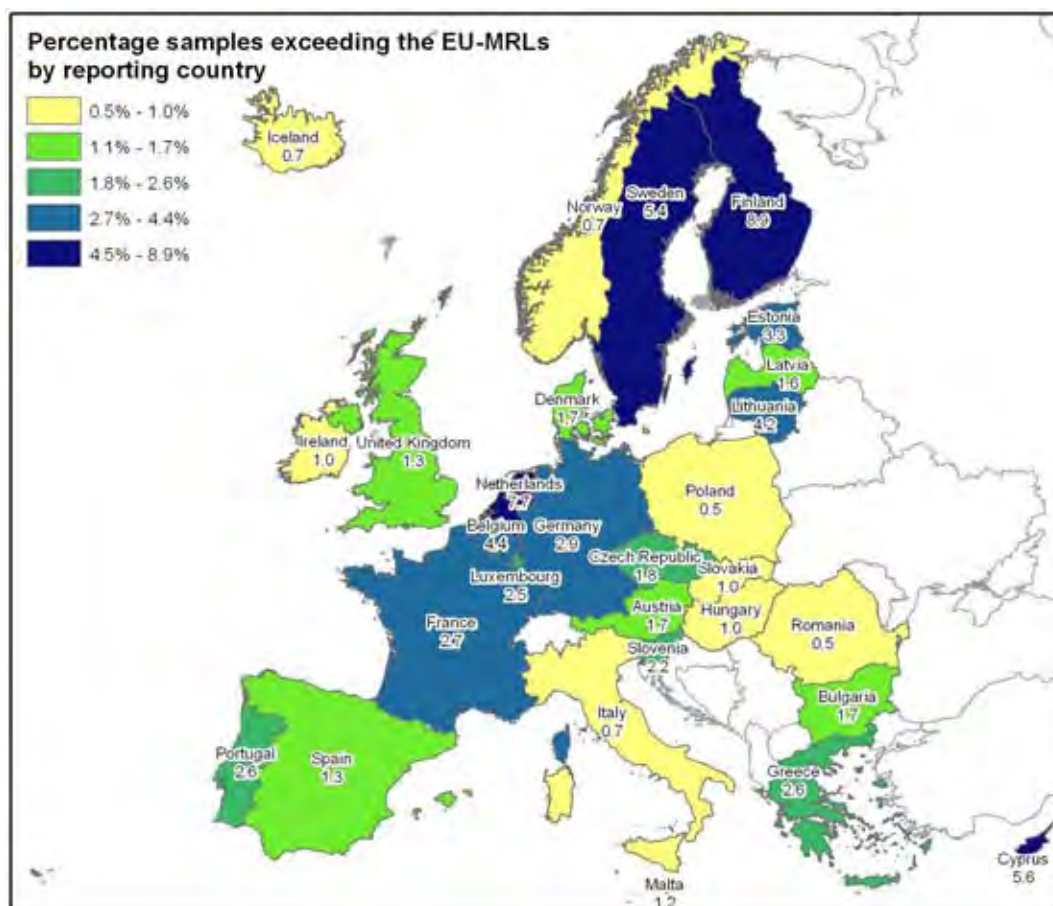 Percentage samples exceeding the EU-MRLs
by reporting country
0.5% - 1.0%
1.1% - 1.7%
1.8% - 2.6%
2.7% - 4.4%
4.5% - 8.9%
Iceland
0.7
Norway
0.7
Sweden
5.4
Finland
8.9
Estonia
3.3
Latvia
1.6
Lithuania
4.2
Denmark
1.7
Ireland
1.0
United Kingdom
1.3
Netherlands
7.7
Belgium
4.4
Germany
2.9
Luxembourg
2.5
Poland
0.5
Czech Republic
1.8
Slovakia
1.0
Austria
1.7
Hungary
1.0
Slovenia
2.2
Romania
0.5
France
2.7
Italy
0.7
Bulgaria
1.7
Portugal
2.6
Spain
1.3
Greece
2.6
Malta
1.2
Cyprus
5.6